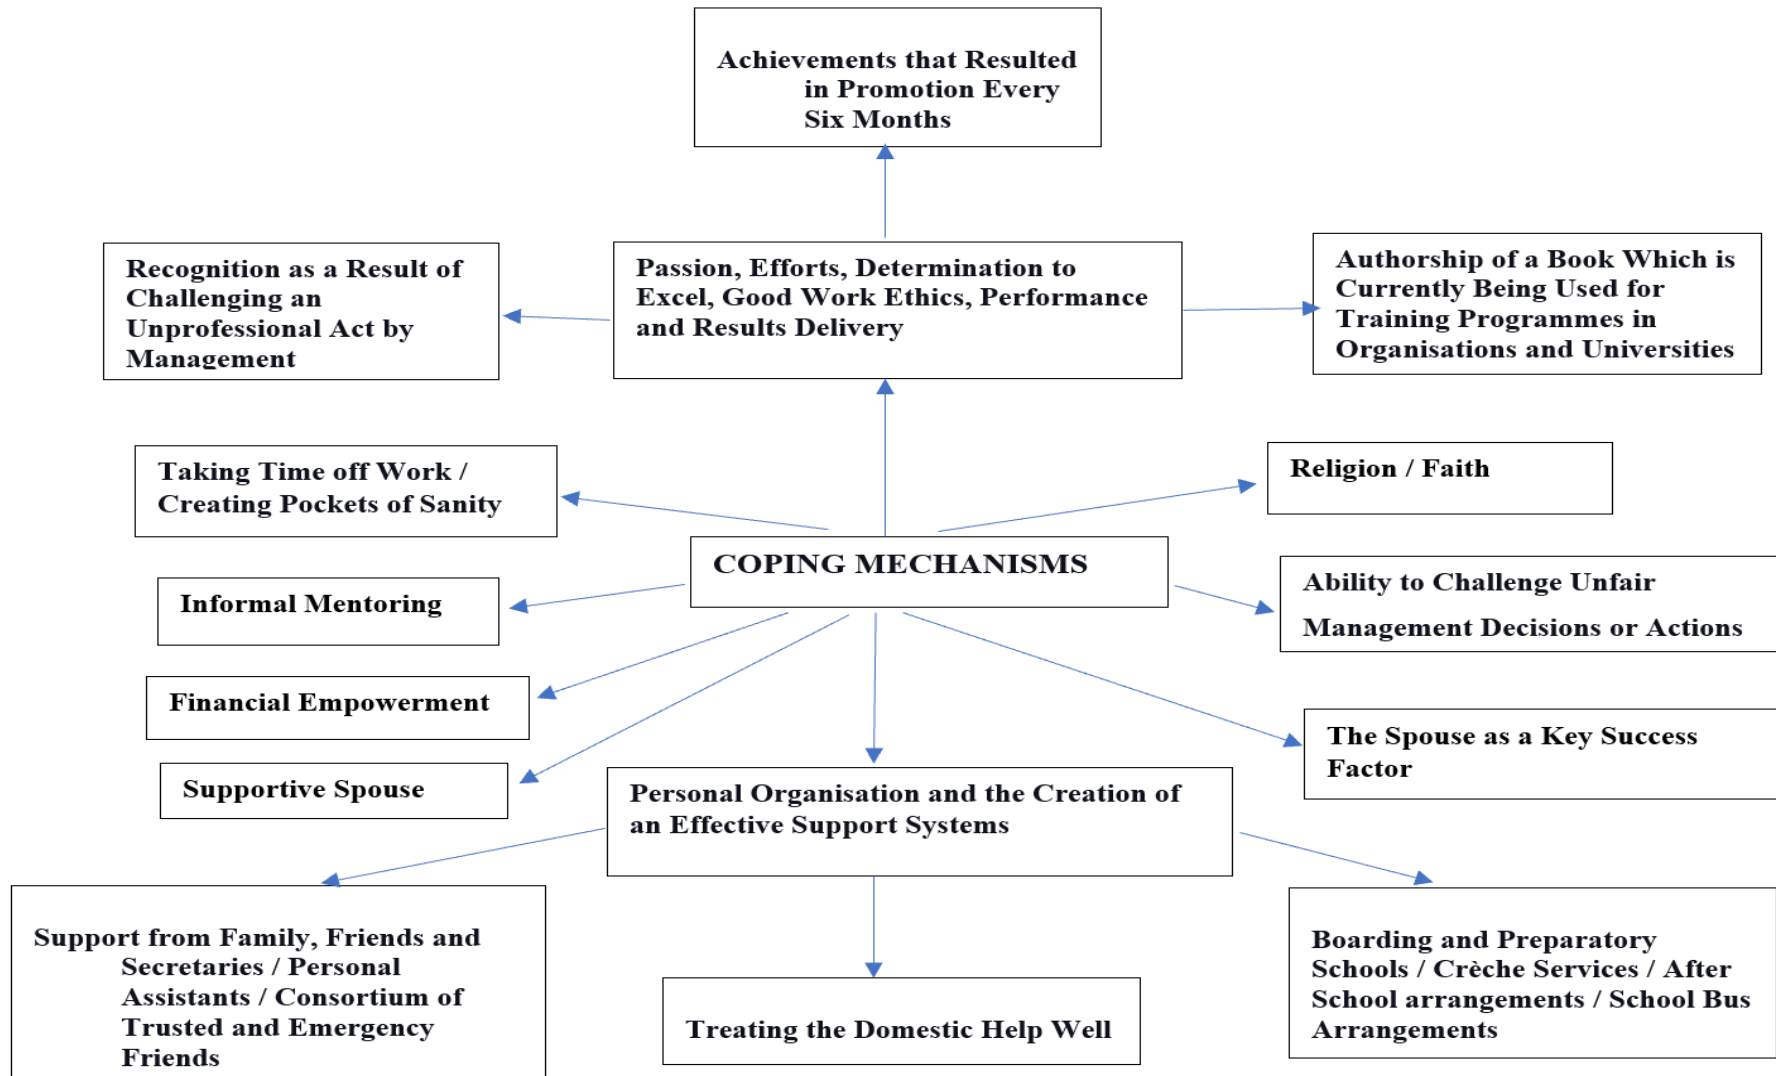 Achievements that Resulted
in Promotion Every
Six Months
Recognition as a Result of
Challenging an
Unprofessional Act by
Management
Passion, Efforts, Determination to
Excel, Good Work Ethics, Performance
and Results Delivery
Authorship of a Book Which is
Currently Being Used for
Training Programmes in
Organisations and Universities
Taking Time off Work /
Creating Pockets of Sanity
Religion / Faith
COPING MECHANISMS
Informal Mentoring
Ability to Challenge Unfair
Management Decisions or Actions
Financial Empowerment
The Spouse as a Key Success
Factor
Supportive Spouse
Personal Organisation and the Creation of
an Effective Support Systems
Support from Family, Friends and
Secretaries / Personal
Assistants / Consortium of
Trusted and Emergency
Friends
Treating the Domestic Help Well
Boarding and Preparatory
Schools / Crèche Services / After
School arrangements / School Bus
Arrangements